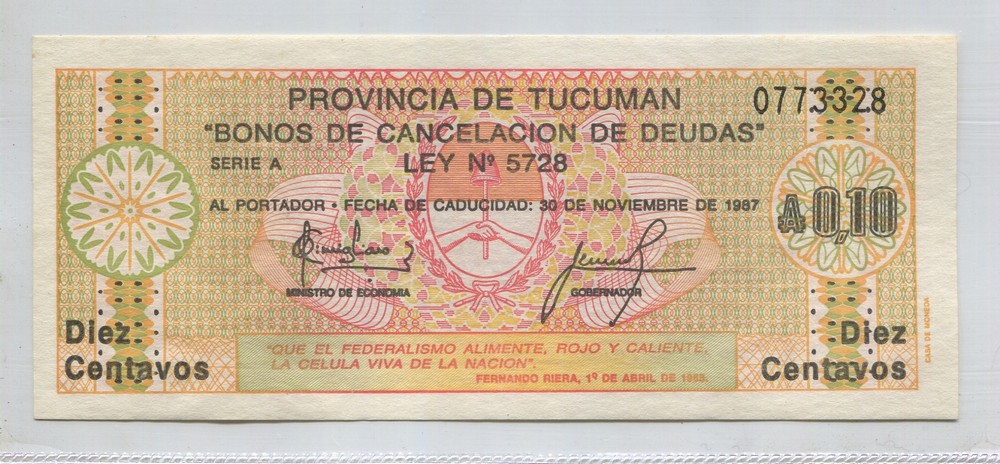 PROVINCIA DE TUCUMAN
0773328
"BONOS DE CANCELACION DE DEUDAS"
SERIE A
LEY Nº 5728
AL PORTADOR • FECHA DE CADUCIDAD: 30 DE NOVIEMBRE DE 1987
₳ 0,10
MINISTRO DE ECONOMIA
GOBERNADOR
Diez Centavos
Diez Centavos
"QUE EL FEDERALISMO ALIMENTE, ROJO Y CALIENTE,
LA CELULA VIVA DE LA NACION".
FERNANDO RIERA, 1º DE ABRIL DE 1985.
CASA DE MONEDA